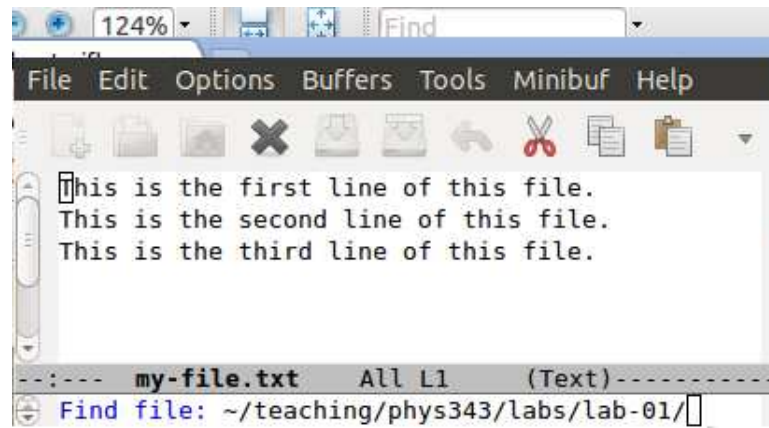 124% Find
File Edit Options Buffers Tools Minibuf Help
This is the first line of this file.
This is the second line of this file.
This is the third line of this file.
--:--- my-file.txt All L1 (Text)-----------
Find file: ~/teaching/phys343/labs/lab-01/